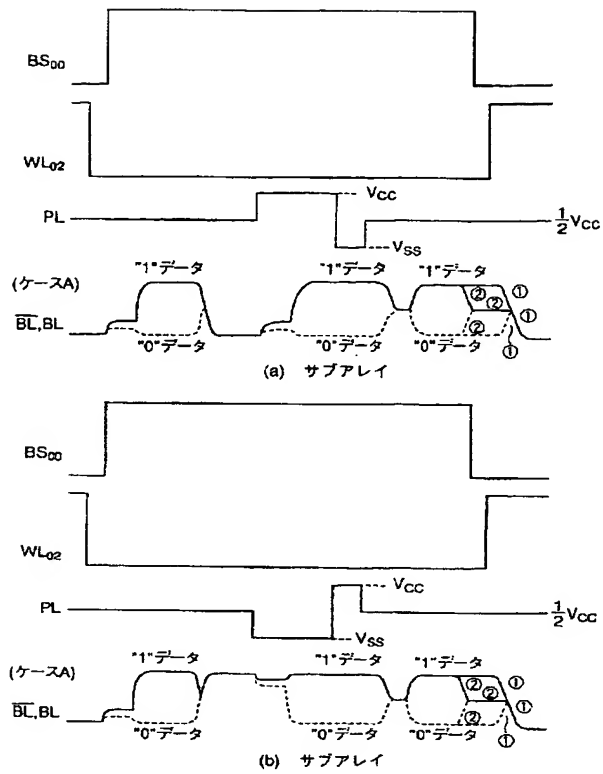 BS₀₀
WL₀₂
PL
Vcc
Vss
½Vcc
(ケースA)
"1"データ
"1"データ
"1"データ
② ① 
② ①
B̅L̅,BL
②
①
"0"データ
"0"データ
"0"データ
(a) サブアレイ
BS₀₀
WL₀₂
PL
Vcc
Vss
½Vcc
(ケースA)
"1"データ
"1"データ
"1"データ
② ①
② ①
B̅L̅,BL
②
①
"0"データ
"0"データ
"0"データ
(b) サブアレイ